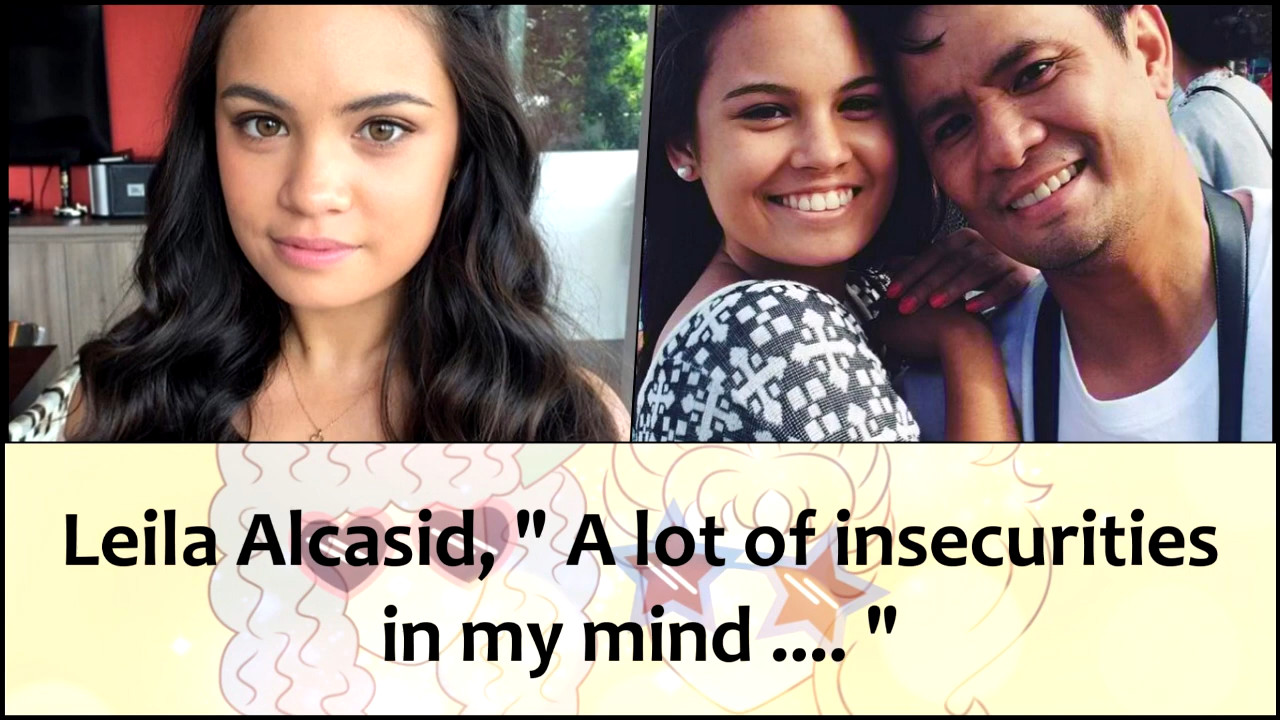 Leila Alcasid, " A lot of insecurities
in my mind .... "